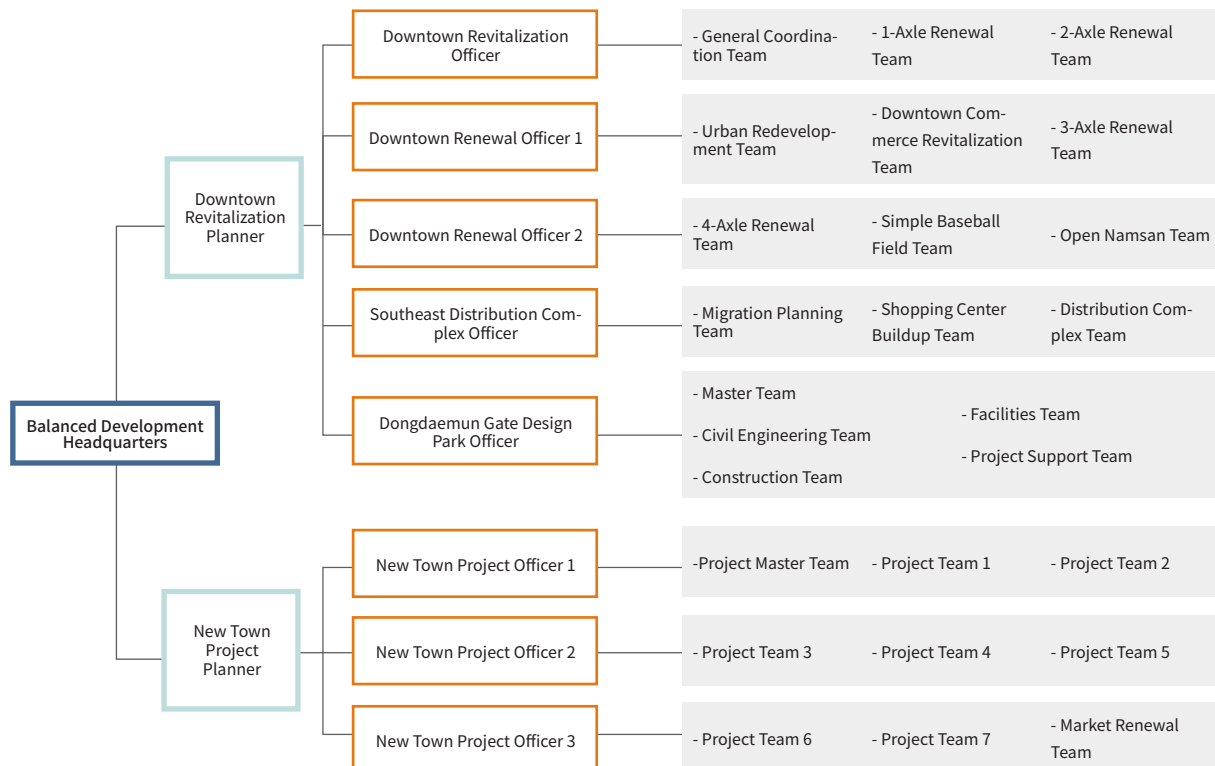 Downtown Revitalization
Officer
- General Coordina-
tion Team
- 1-Axle Renewal
Team
- 2-Axle Renewal
Team
Downtown Renewal Officer 1
- Urban Redevelop-
ment Team
- Downtown Com-
merce Revitalization
Team
- 3-Axle Renewal
Team
Downtown
Revitalization
Planner
Downtown Renewal Officer 2
- 4-Axle Renewal
Team
- Simple Baseball
Field Team
- Open Namsan Team
Southeast Distribution Com-
plex Officer
- Migration Planning
Team
- Shopping Center
Buildup Team
- Distribution Com-
plex Team
Balanced Development
Headquarters
Dongdaemun Gate Design
Park Officer
- Master Team
- Civil Engineering Team
- Construction Team
- Facilities Team
- Project Support Team
New Town Project Officer 1
-Project Master Team
- Project Team 1
- Project Team 2
New Town
Project
Planner
New Town Project Officer 2
- Project Team 3
- Project Team 4
- Project Team 5
New Town Project Officer 3
- Project Team 6
- Project Team 7
- Market Renewal
Team